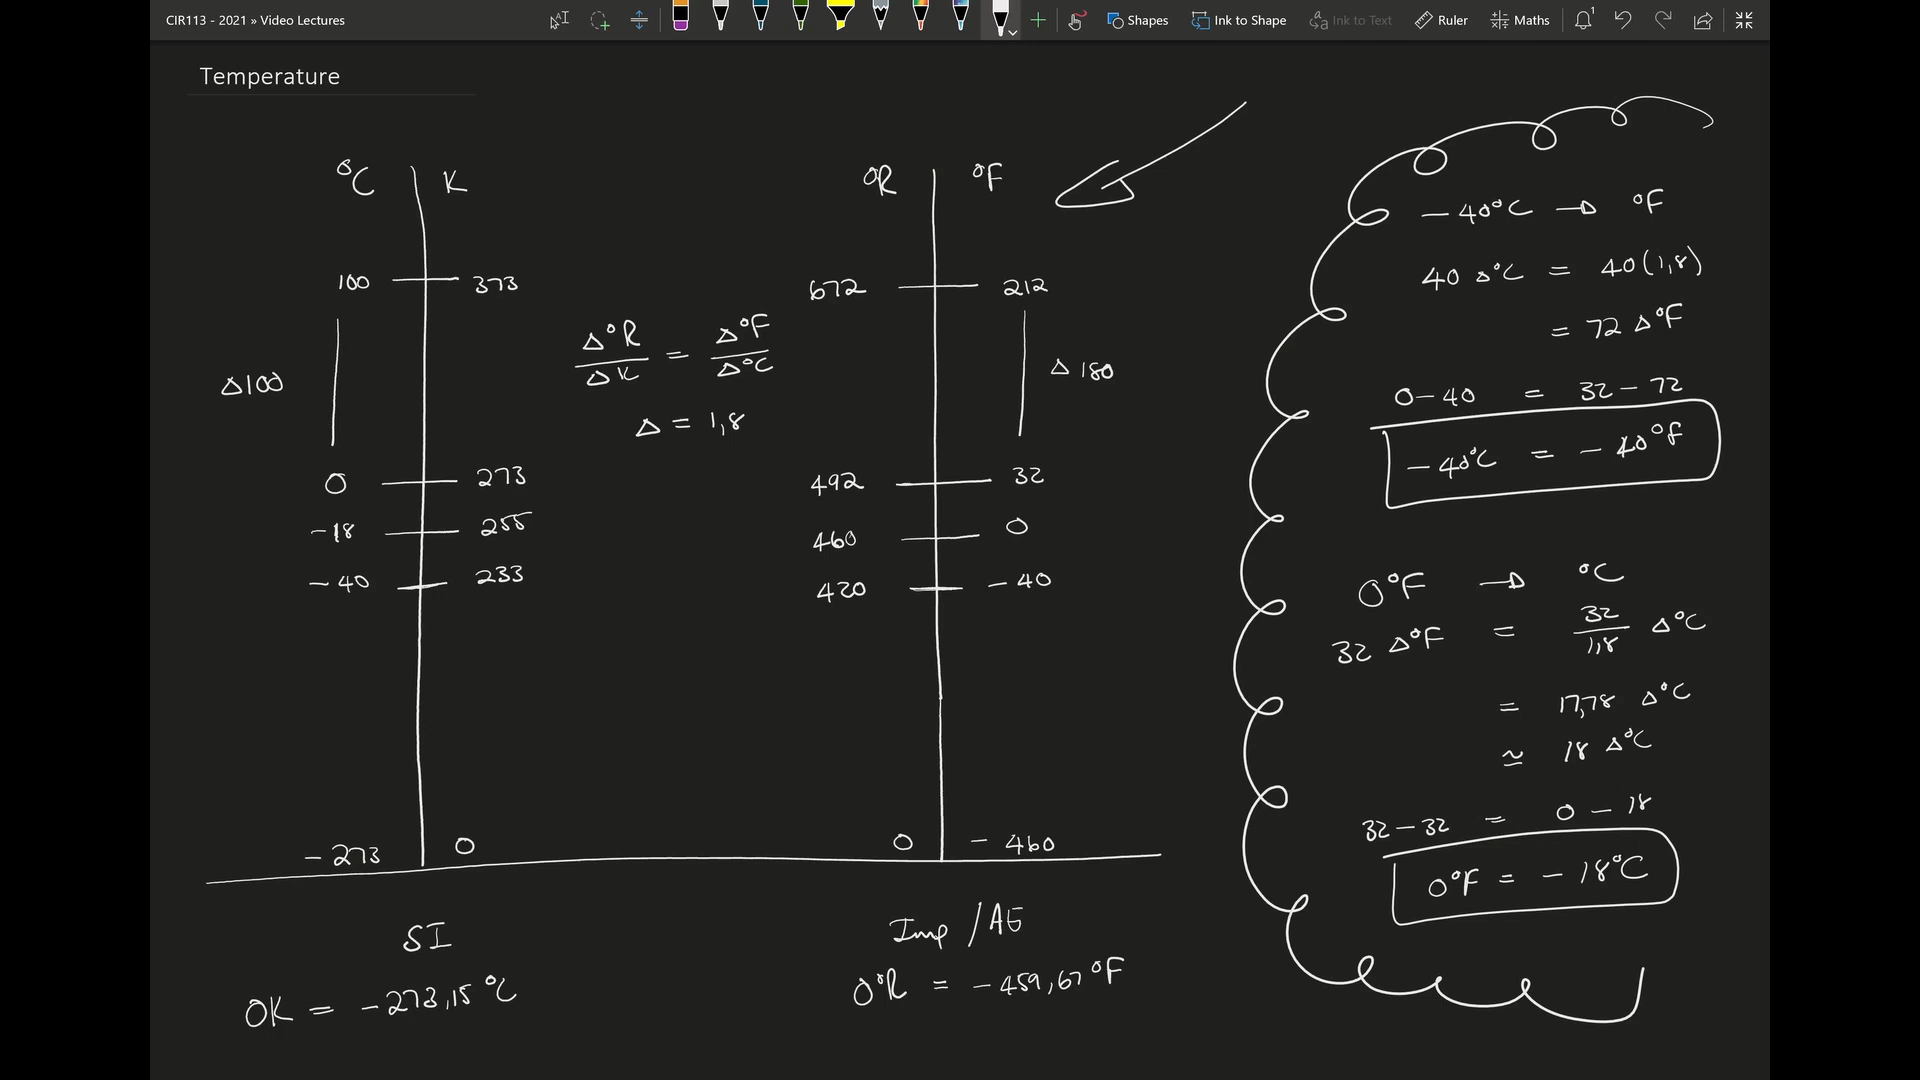 CIR113 - 2021 » Video Lectures
Shapes
Ink to Shape
Ink to Text
Ruler
Maths
1
Temperature
°C K
100 373
Δ100
0 273
-18 255
-40 233
-273 0
SI
0K = -273,15 °C
Δ°R/ΔK = Δ°F/Δ°C
Δ = 1,8
°R °F
672 212
Δ 180
492 32
460 0
420 -40
0 -460
Imp / AE
0°R = -459,67 °F
-40°C → °F
40 Δ°C = 40(1,8)
= 72 Δ°F
0-40 = 32-72
-40°C = -40°F
0°F → °C
32 Δ°F = 32/1,8 Δ°C
= 17,78 Δ°C
≃ 18 Δ°C
32-32 = 0-18
0°F = -18°C